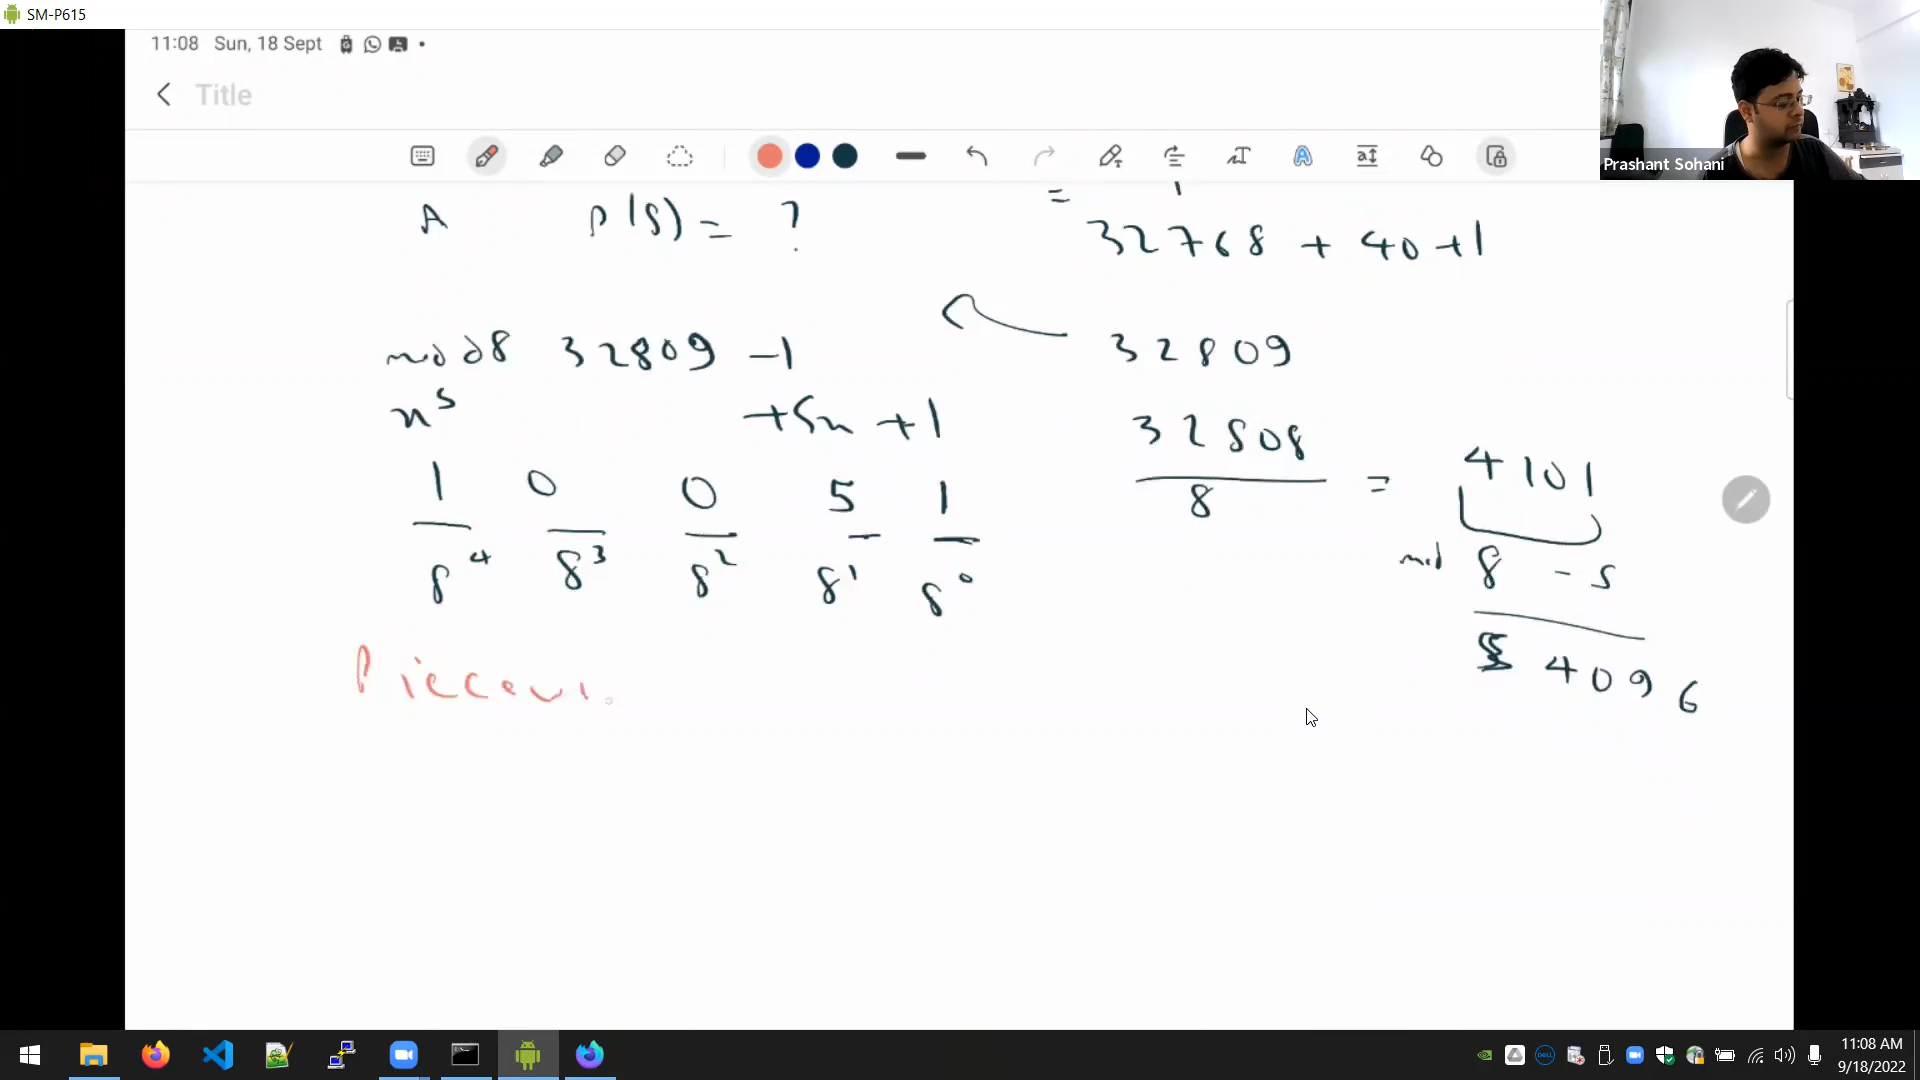 SM-P615
11:08 Sun, 18 Sept
Title
Prashant Sohani
A P(8) = ?
=
32768 + 40 + 1
mod 8 32809 - 1
32809
n^5 + 5n + 1
32808
8
= 4101
1 0 0 5 1
8^4 8^3 8^2 8^1 8^0
mod 8 - 5
4096
11:08 AM
9/18/2022